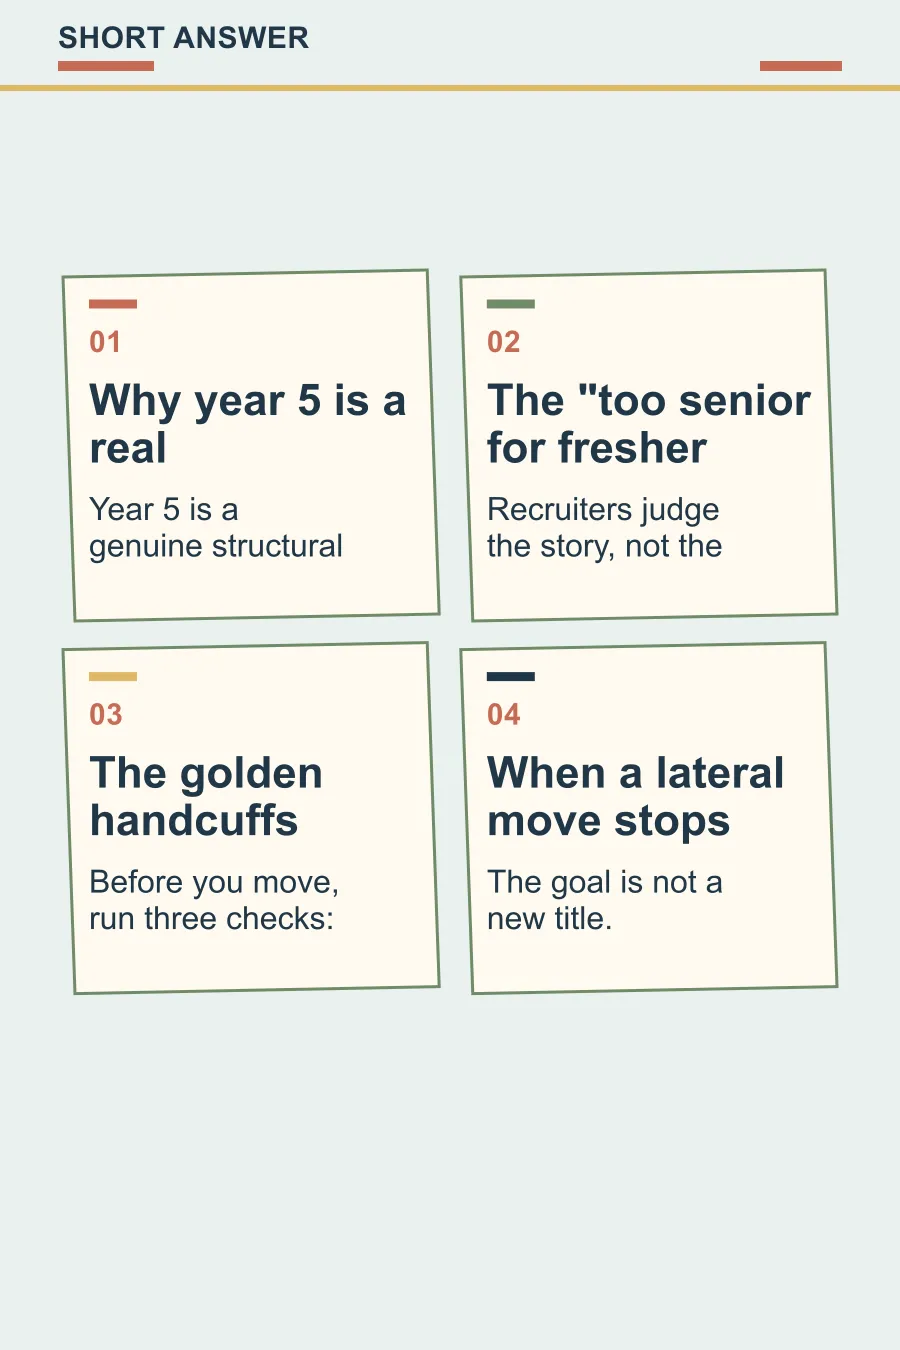 SHORT ANSWER
01
Why year 5 is a
real
Year 5 is a
genuine structural
02
The "too senior
for fresher
Recruiters judge
the story, not the
03
The golden
handcuffs
Before you move,
run three checks:
04
When a lateral
move stops
The goal is not a
new title.